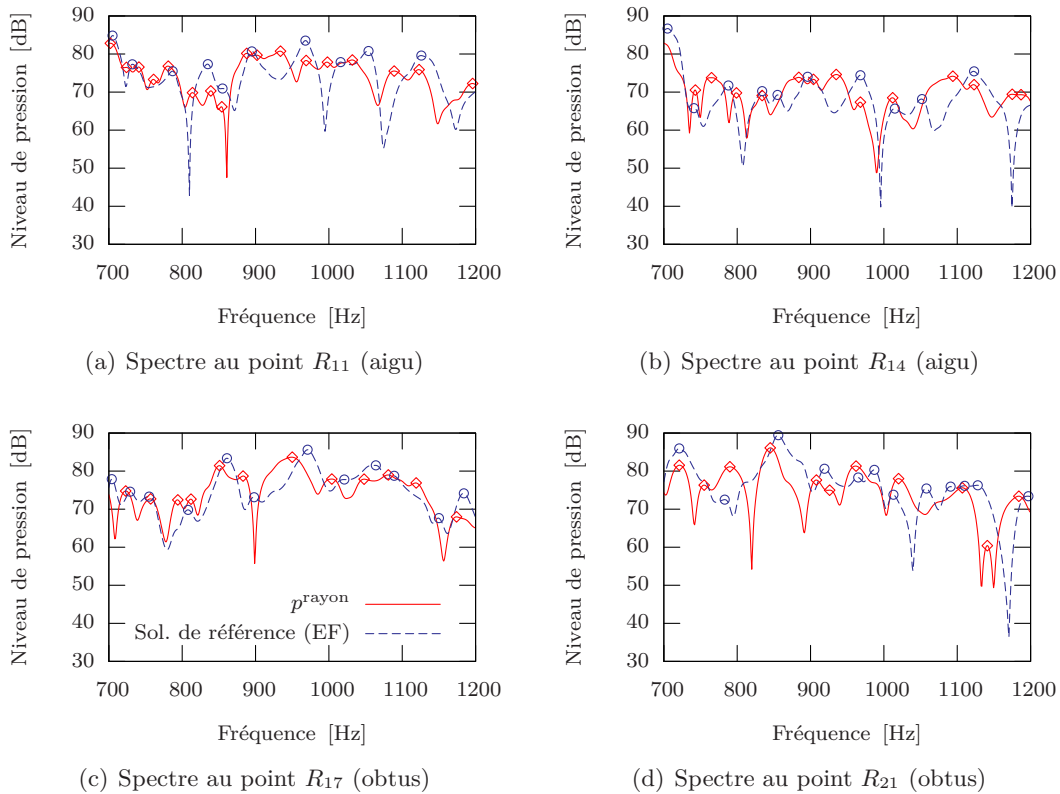 Niveau de pression [dB]
90
80
70
60
50
40
30
700 800 900 1000 1100 1200
Fréquence [Hz]
(a) Spectre au point R11 (aigu)
Niveau de pression [dB]
90
80
70
60
50
40
30
700 800 900 1000 1100 1200
Fréquence [Hz]
(b) Spectre au point R14 (aigu)
Niveau de pression [dB]
90
80
70
60
50
40
30
p^rayon
Sol. de référence (EF)
700 800 900 1000 1100 1200
Fréquence [Hz]
(c) Spectre au point R17 (obtus)
Niveau de pression [dB]
90
80
70
60
50
40
30
700 800 900 1000 1100 1200
Fréquence [Hz]
(d) Spectre au point R21 (obtus)